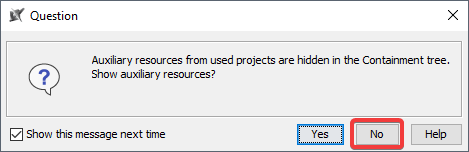 Question
Auxiliary resources from used projects are hidden in the Containment tree.
Show auxiliary resources?
Show this message next time
Yes
No
Help